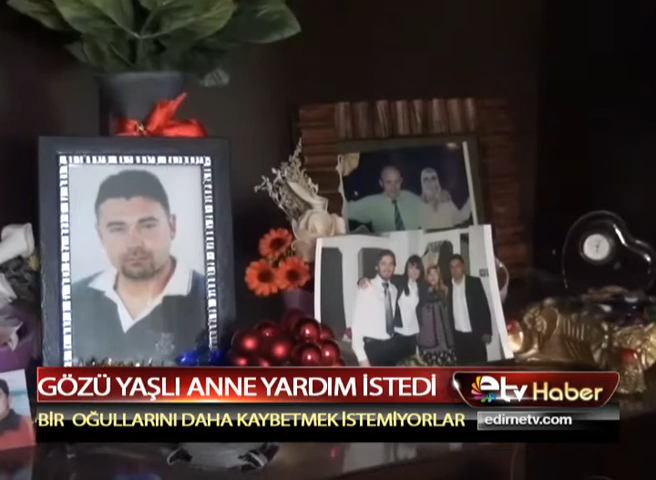 GÖZÜ YAŞLI ANNE YARDIM İSTEDİ
etv Haber
BİR OĞULLARINI DAHA KAYBETMEK İSTEMİYORLAR
edirnetv.com